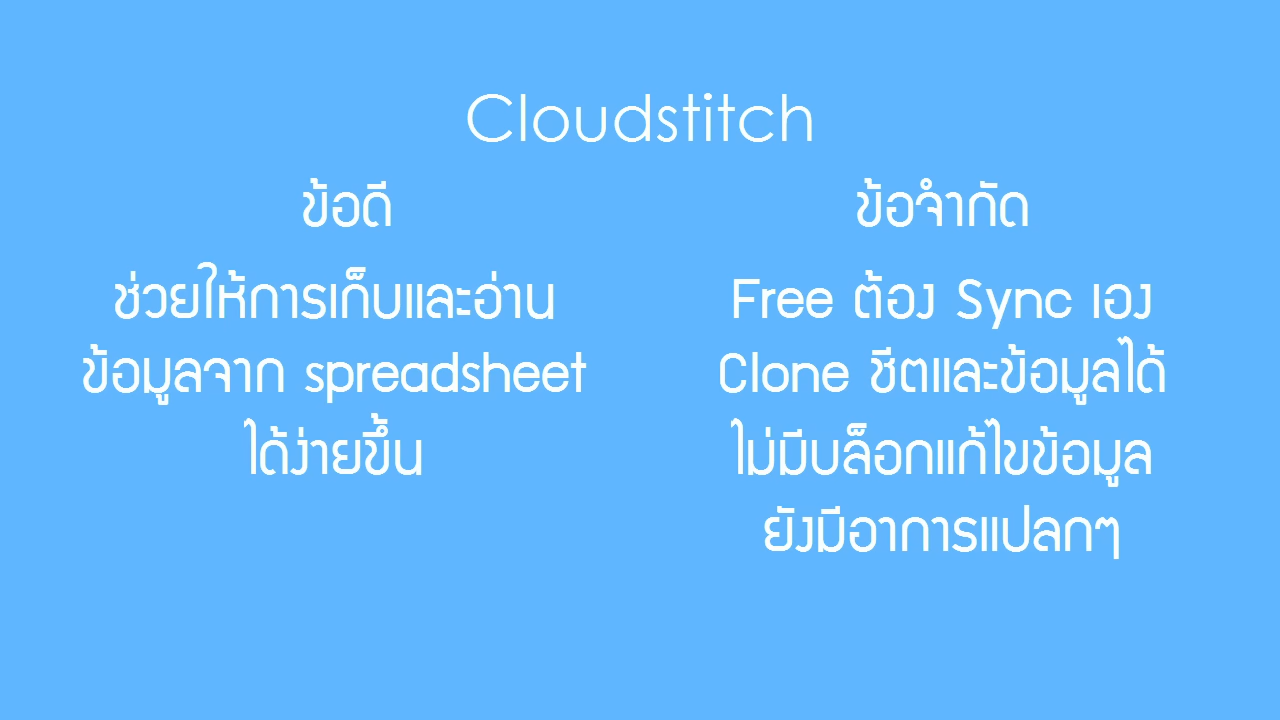 Cloudstitch
ข้อดี
ช่วยให้การเก็บและอ่าน
ข้อมูลจาก spreadsheet
ได้ง่ายขึ้น
ข้อจำกัด
Free ต้อง Sync เอง
Clone ชีตและข้อมูลได้
ไม่มีบล็อกแก้ไขข้อมูล
ยังมีอาการแปลกๆ